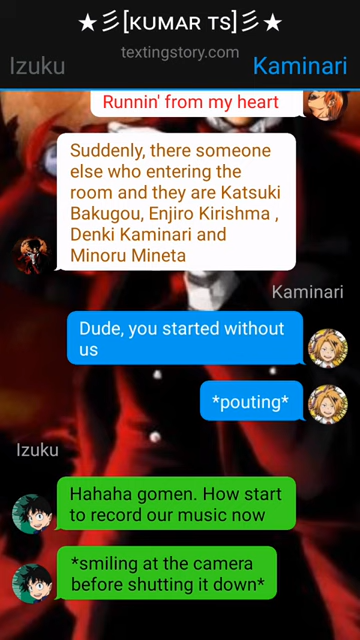 ★彡[ᴋᴜᴍᴀʀ ᴛs]彡★
textingstory.com
Izuku
Kaminari
Runnin' from my heart
Suddenly, there someone
else who entering the
room and they are Katsuki
Bakugou, Enjiro Kirishma ,
Denki Kaminari and
Minoru Mineta
Kaminari
Dude, you started without
us
*pouting*
Izuku
Hahaha gomen. How start
to record our music now
*smiling at the camera
before shutting it down*